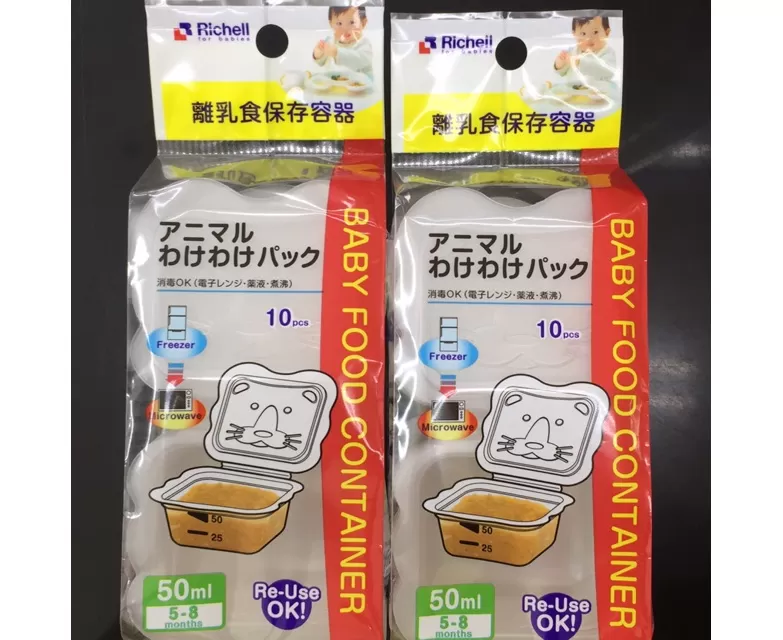 Richell
for babies
離乳食保存容器
アニマル
わけわけパック
消毒OK(電子レンジ・薬液・煮沸)
10pcs
Freezer
Microwave
50
25
50ml
5-8
months
Re-Use
OK!
BABY FOOD CONTAINER
Richell
for babies
離乳食保存容器
アニマル
わけわけパック
消毒OK(電子レンジ・薬液・煮沸)
10pcs
Freezer
Microwave
50
25
50ml
5-8
months
Re-Use
OK!
BABY FOOD CONTAINER